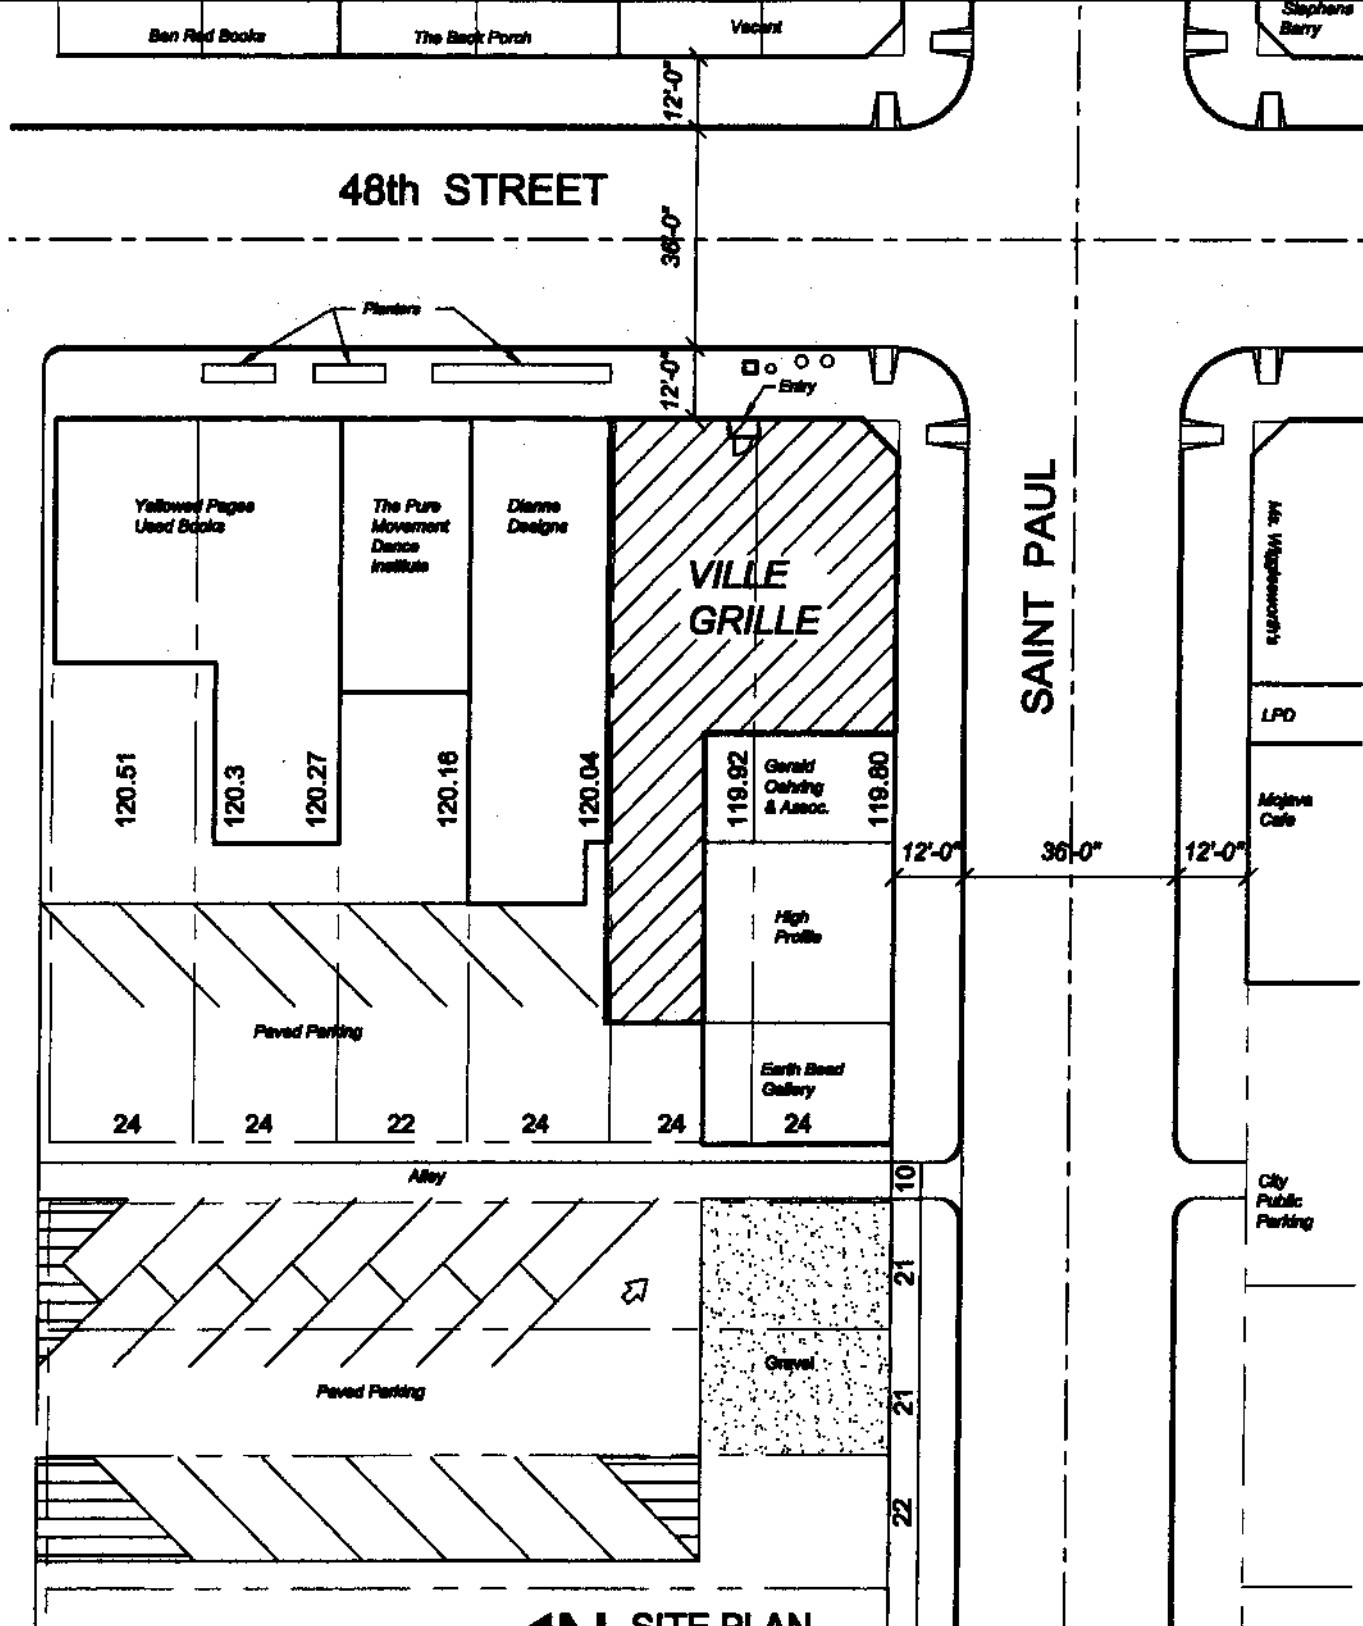 Ben Red Books
The Back Porch
Vacant
Stephens
Barry
12'-0"
48th STREET
36'-0"
Planters
12'-0"
Entry
Yellowed Pages
Used Books
The Pure
Movement
Dance
Institute
Dianne
Designs
VILLE
GRILLE
SAINT PAUL
Ms. Wigglesworth's
LPD
120.51
120.3
120.27
120.16
120.04
119.92
Gerald
Oehring
& Assoc.
119.80
Mojava
Cafe
12'-0"
36'-0"
12'-0"
High
Profile
Paved Parking
Earth Bead
Gallery
24
24
22
24
24
24
Alley
10
City
Public
Parking
21
Gravel
Paved Parking
21
22
SITE PLAN